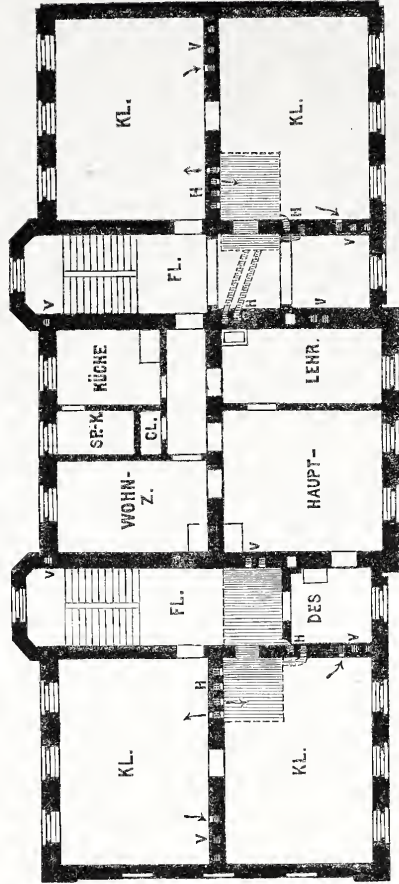 V
V
SP.-K.
KÜCHE
KL.
WOHN-
Z.
CL.
KL.
FL.
FL.
V
H
H
V
V
H
KL.
H
DES
HAUPT-
LEHR.
H
KL.
V
V
V